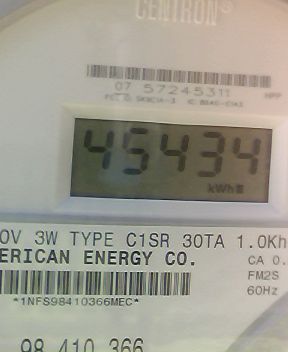 CENTRON®
07 57245311
45434
kWh
0V 3W TYPE C1SR 30TA 1.0Kh
ERICAN ENERGY CO.
CA 0.
FM2S
*1NFS98410366MEC*
60Hz
98 410 366